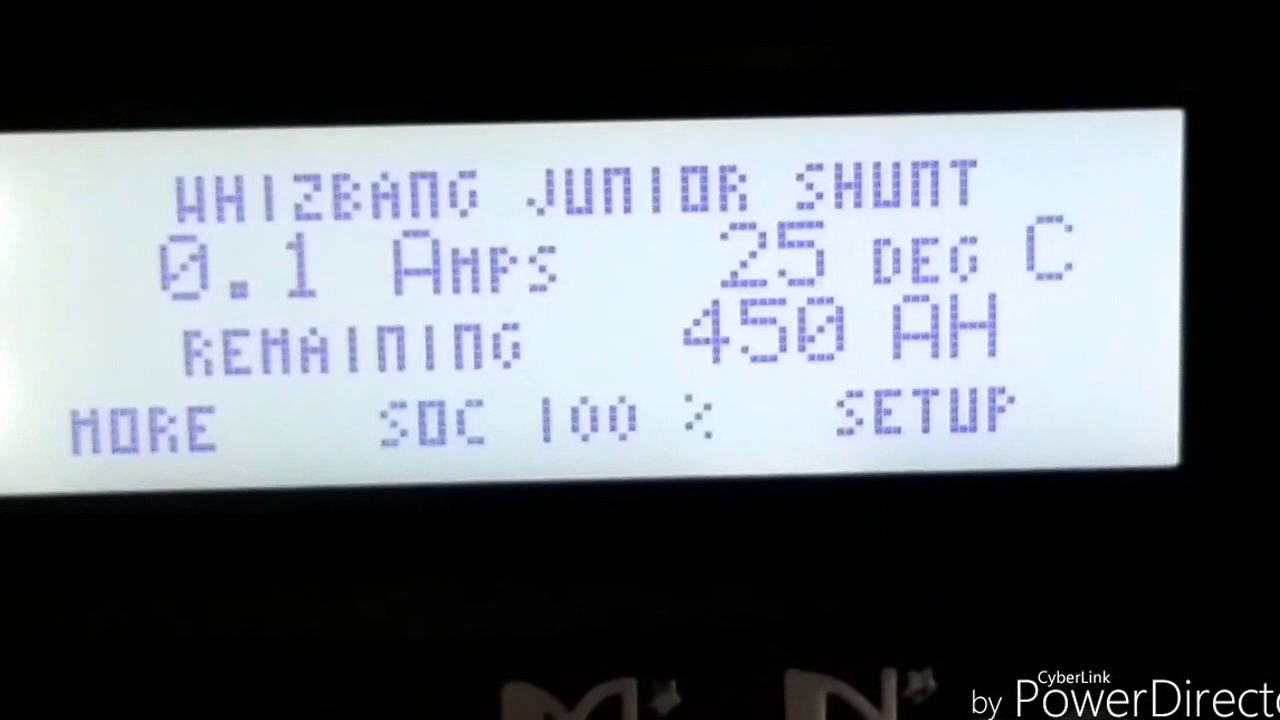 WHIZBANG JUNIOR SHUNT
0.1 AMPS 25 DEG C
REMAINING 450 AH
MORE SOC 100 % SETUP
M N
CyberLink
by PowerDirect